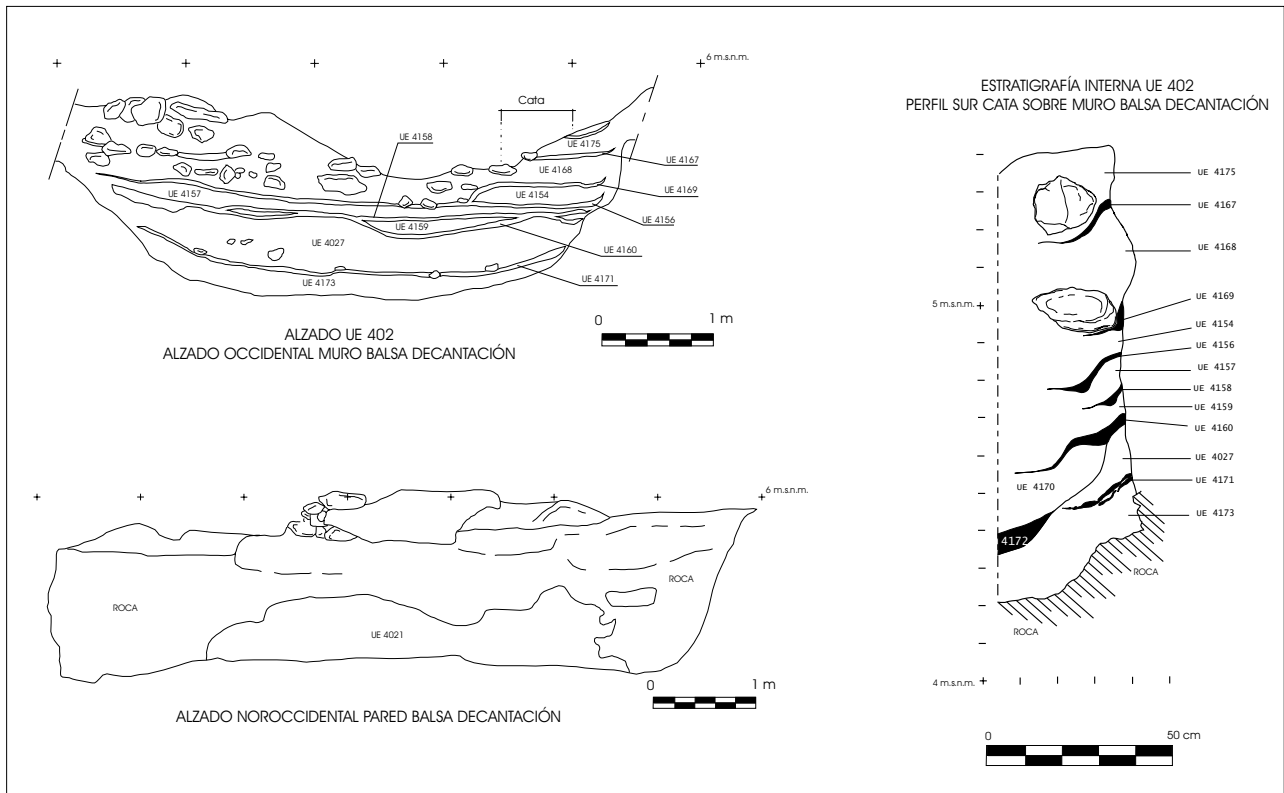 6 m.s.n.m.
Cata
UE 4158
UE 4175
UE 4167
UE 4168
UE 4169
UE 4157
UE 4154
UE 4156
UE 4159
UE 4027
UE 4160
UE 4171
UE 4173
0 1 m
ALZADO UE 402
ALZADO OCCIDENTAL MURO BALSA DECANTACIÓN
6 m.s.n.m.
ROCA
ROCA
UE 4021
0 1 m
ALZADO NOROCCIDENTAL PARED BALSA DECANTACIÓN
ESTRATIGRAFÍA INTERNA UE 402
PERFIL SUR CATA SOBRE MURO BALSA DECANTACIÓN
UE 4175
UE 4167
UE 4168
5 m.s.n.m.
UE 4169
UE 4154
UE 4156
UE 4157
UE 4158
UE 4159
UE 4160
UE 4027
UE 4171
UE 4170
UE 4173
4172
ROCA
ROCA
4 m.s.n.m.
0 50 cm